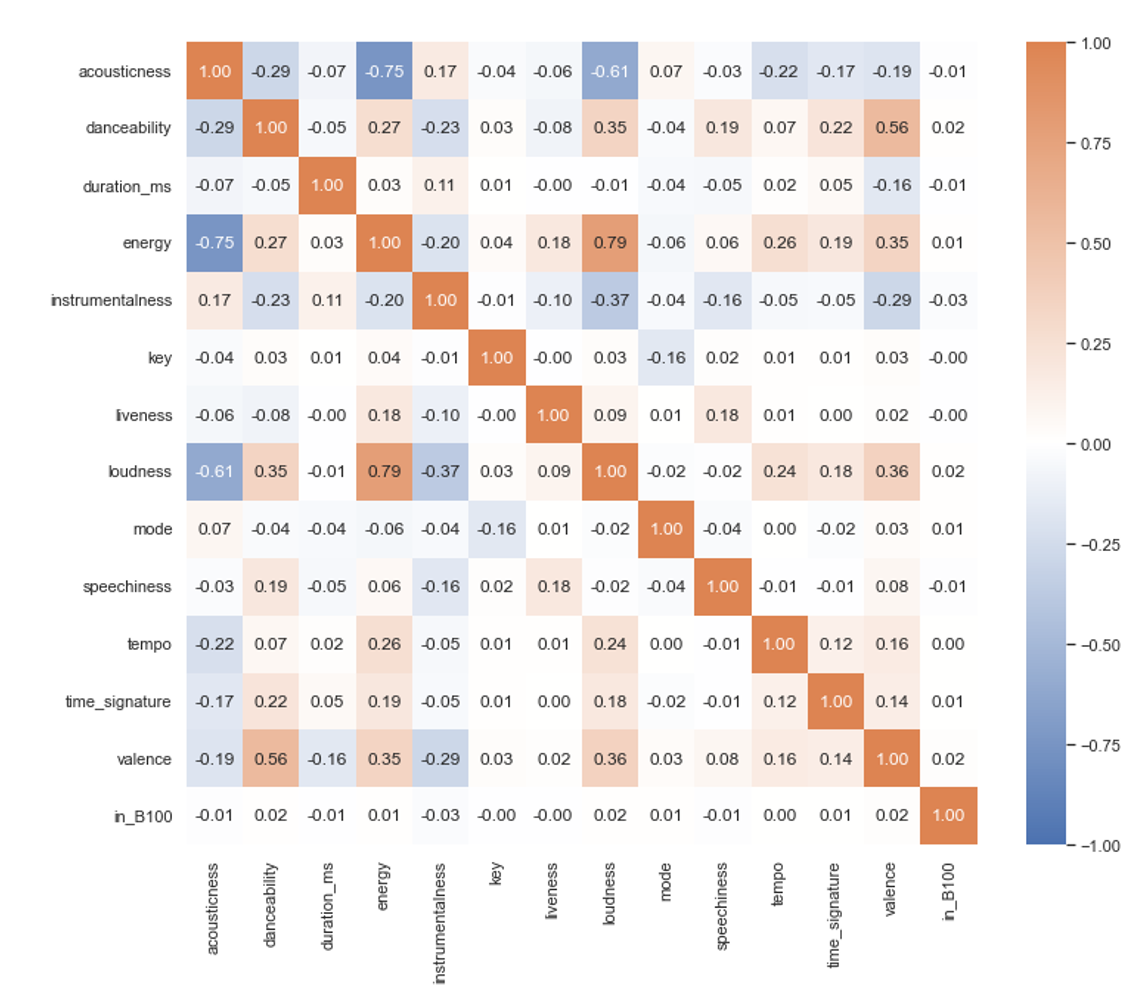 acousticness 1.00 -0.29 -0.07 -0.75 0.17 -0.04 -0.06 -0.61 0.07 -0.03 -0.22 -0.17 -0.19 -0.01
danceability -0.29 1.00 -0.05 0.27 -0.23 0.03 -0.08 0.35 -0.04 0.19 0.07 0.22 0.56 0.02
duration_ms -0.07 -0.05 1.00 0.03 0.11 0.01 -0.00 -0.01 -0.04 -0.05 0.02 0.05 -0.16 -0.01
energy -0.75 0.27 0.03 1.00 -0.20 0.04 0.18 0.79 -0.06 0.06 0.26 0.19 0.35 0.01
instrumentalness 0.17 -0.23 0.11 -0.20 1.00 -0.01 -0.10 -0.37 -0.04 -0.16 -0.05 -0.05 -0.29 -0.03
key -0.04 0.03 0.01 0.04 -0.01 1.00 -0.00 0.03 -0.16 0.02 0.01 0.01 0.03 -0.00
liveness -0.06 -0.08 -0.00 0.18 -0.10 -0.00 1.00 0.09 0.01 0.18 0.01 0.00 0.02 -0.00
loudness -0.61 0.35 -0.01 0.79 -0.37 0.03 0.09 1.00 -0.02 -0.02 0.24 0.18 0.36 0.02
mode 0.07 -0.04 -0.04 -0.06 -0.04 -0.16 0.01 -0.02 1.00 -0.04 0.00 -0.02 0.03 0.01
speechiness -0.03 0.19 -0.05 0.06 -0.16 0.02 0.18 -0.02 -0.04 1.00 -0.01 -0.01 0.08 -0.01
tempo -0.22 0.07 0.02 0.26 -0.05 0.01 0.01 0.24 0.00 -0.01 1.00 0.12 0.16 0.00
time_signature -0.17 0.22 0.05 0.19 -0.05 0.01 0.00 0.18 -0.02 -0.01 0.12 1.00 0.14 0.01
valence -0.19 0.56 -0.16 0.35 -0.29 0.03 0.02 0.36 0.03 0.08 0.16 0.14 1.00 0.02
in_B100 -0.01 0.02 -0.01 0.01 -0.03 -0.00 -0.00 0.02 0.01 -0.01 0.00 0.01 0.02 1.00
acousticness
danceability
duration_ms
energy
instrumentalness
key
liveness
loudness
mode
speechiness
tempo
time_signature
valence
in_B100
1.00
0.75
0.50
0.25
0.00
−0.25
−0.50
−0.75
−1.00